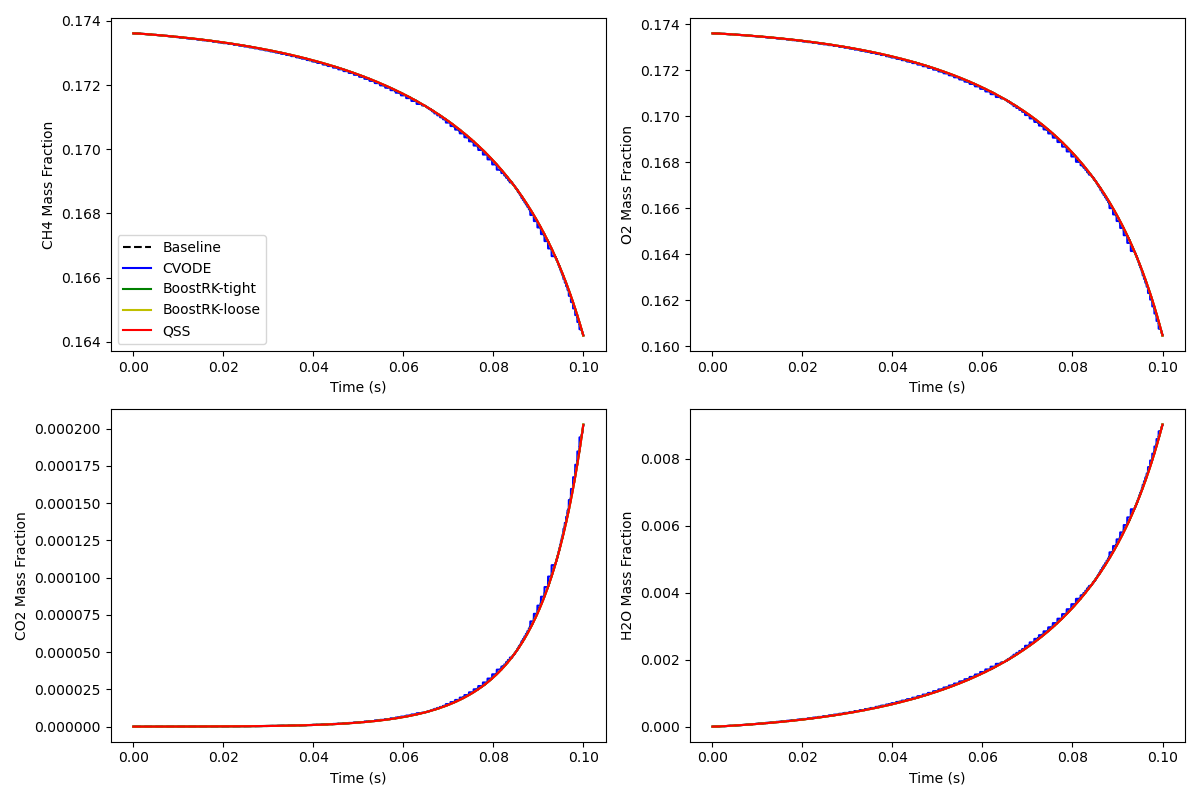 0.174
0.172
0.170
0.168
0.166
0.164
CH4 Mass Fraction
Baseline
CVODE
BoostRK-tight
BoostRK-loose
QSS
0.00 0.02 0.04 0.06 0.08 0.10
Time (s)
0.174
0.172
0.170
0.168
0.166
0.164
0.162
0.160
O2 Mass Fraction
0.00 0.02 0.04 0.06 0.08 0.10
Time (s)
0.000200
0.000175
0.000150
0.000125
0.000100
0.000075
0.000050
0.000025
0.000000
CO2 Mass Fraction
0.00 0.02 0.04 0.06 0.08 0.10
Time (s)
0.008
0.006
0.004
0.002
0.000
H2O Mass Fraction
0.00 0.02 0.04 0.06 0.08 0.10
Time (s)